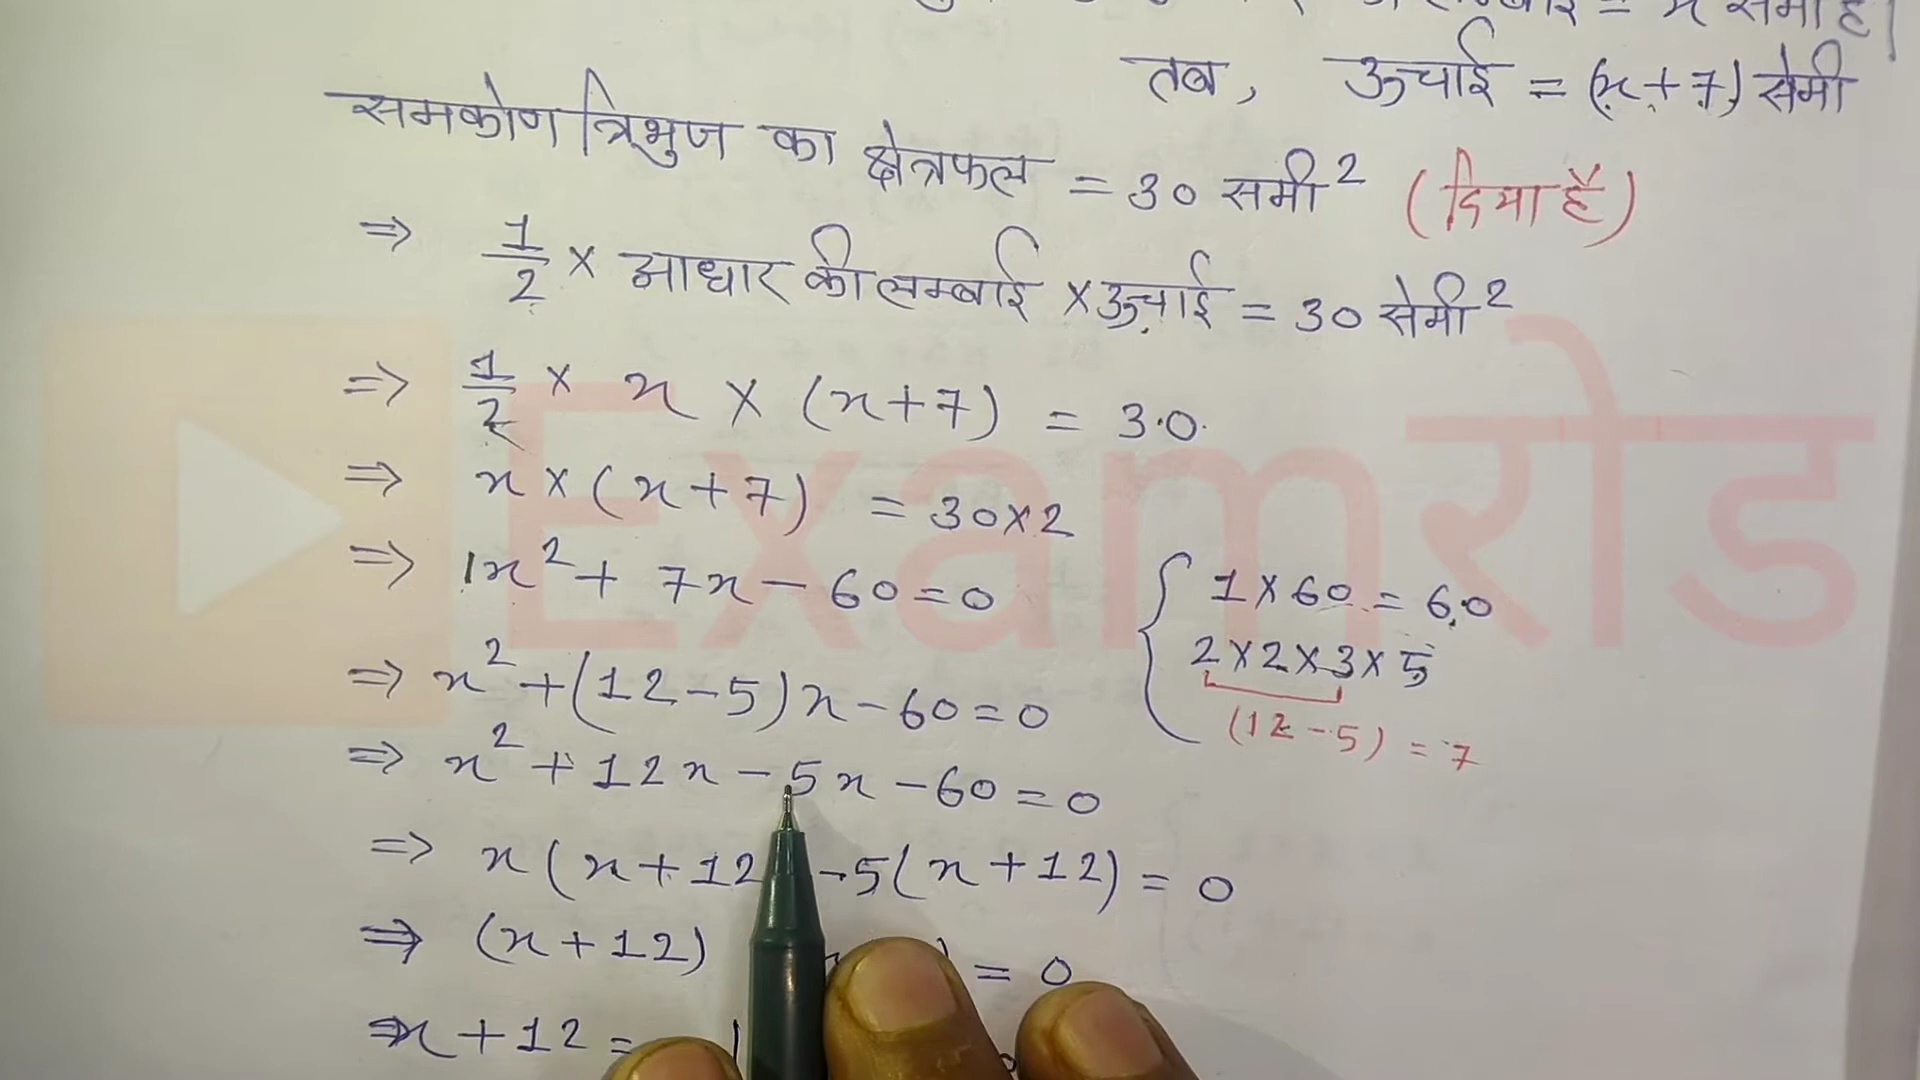 = x सेमी है।
तब, ऊचाई = (x + 7) सेमी
समकोण त्रिभुज का क्षेत्रफल = 30 समी² (दिया है)
⇒ 1/2 × आधार की लम्बाई × ऊचाई = 30 सेमी²
⇒ 1/2 × x × (x + 7) = 30
⇒ x × (x + 7) = 30 × 2
⇒ 1x² + 7x - 60 = 0
1 × 60 = 60
2 × 2 × 3 × 5
(12 - 5) = 7
⇒ x² + (12 - 5)x - 60 = 0
⇒ x² + 12x - 5x - 60 = 0
⇒ x(x + 12 - 5(x + 12) = 0
⇒ (x + 12) = 0
⇒ x + 12 =
Examरोड